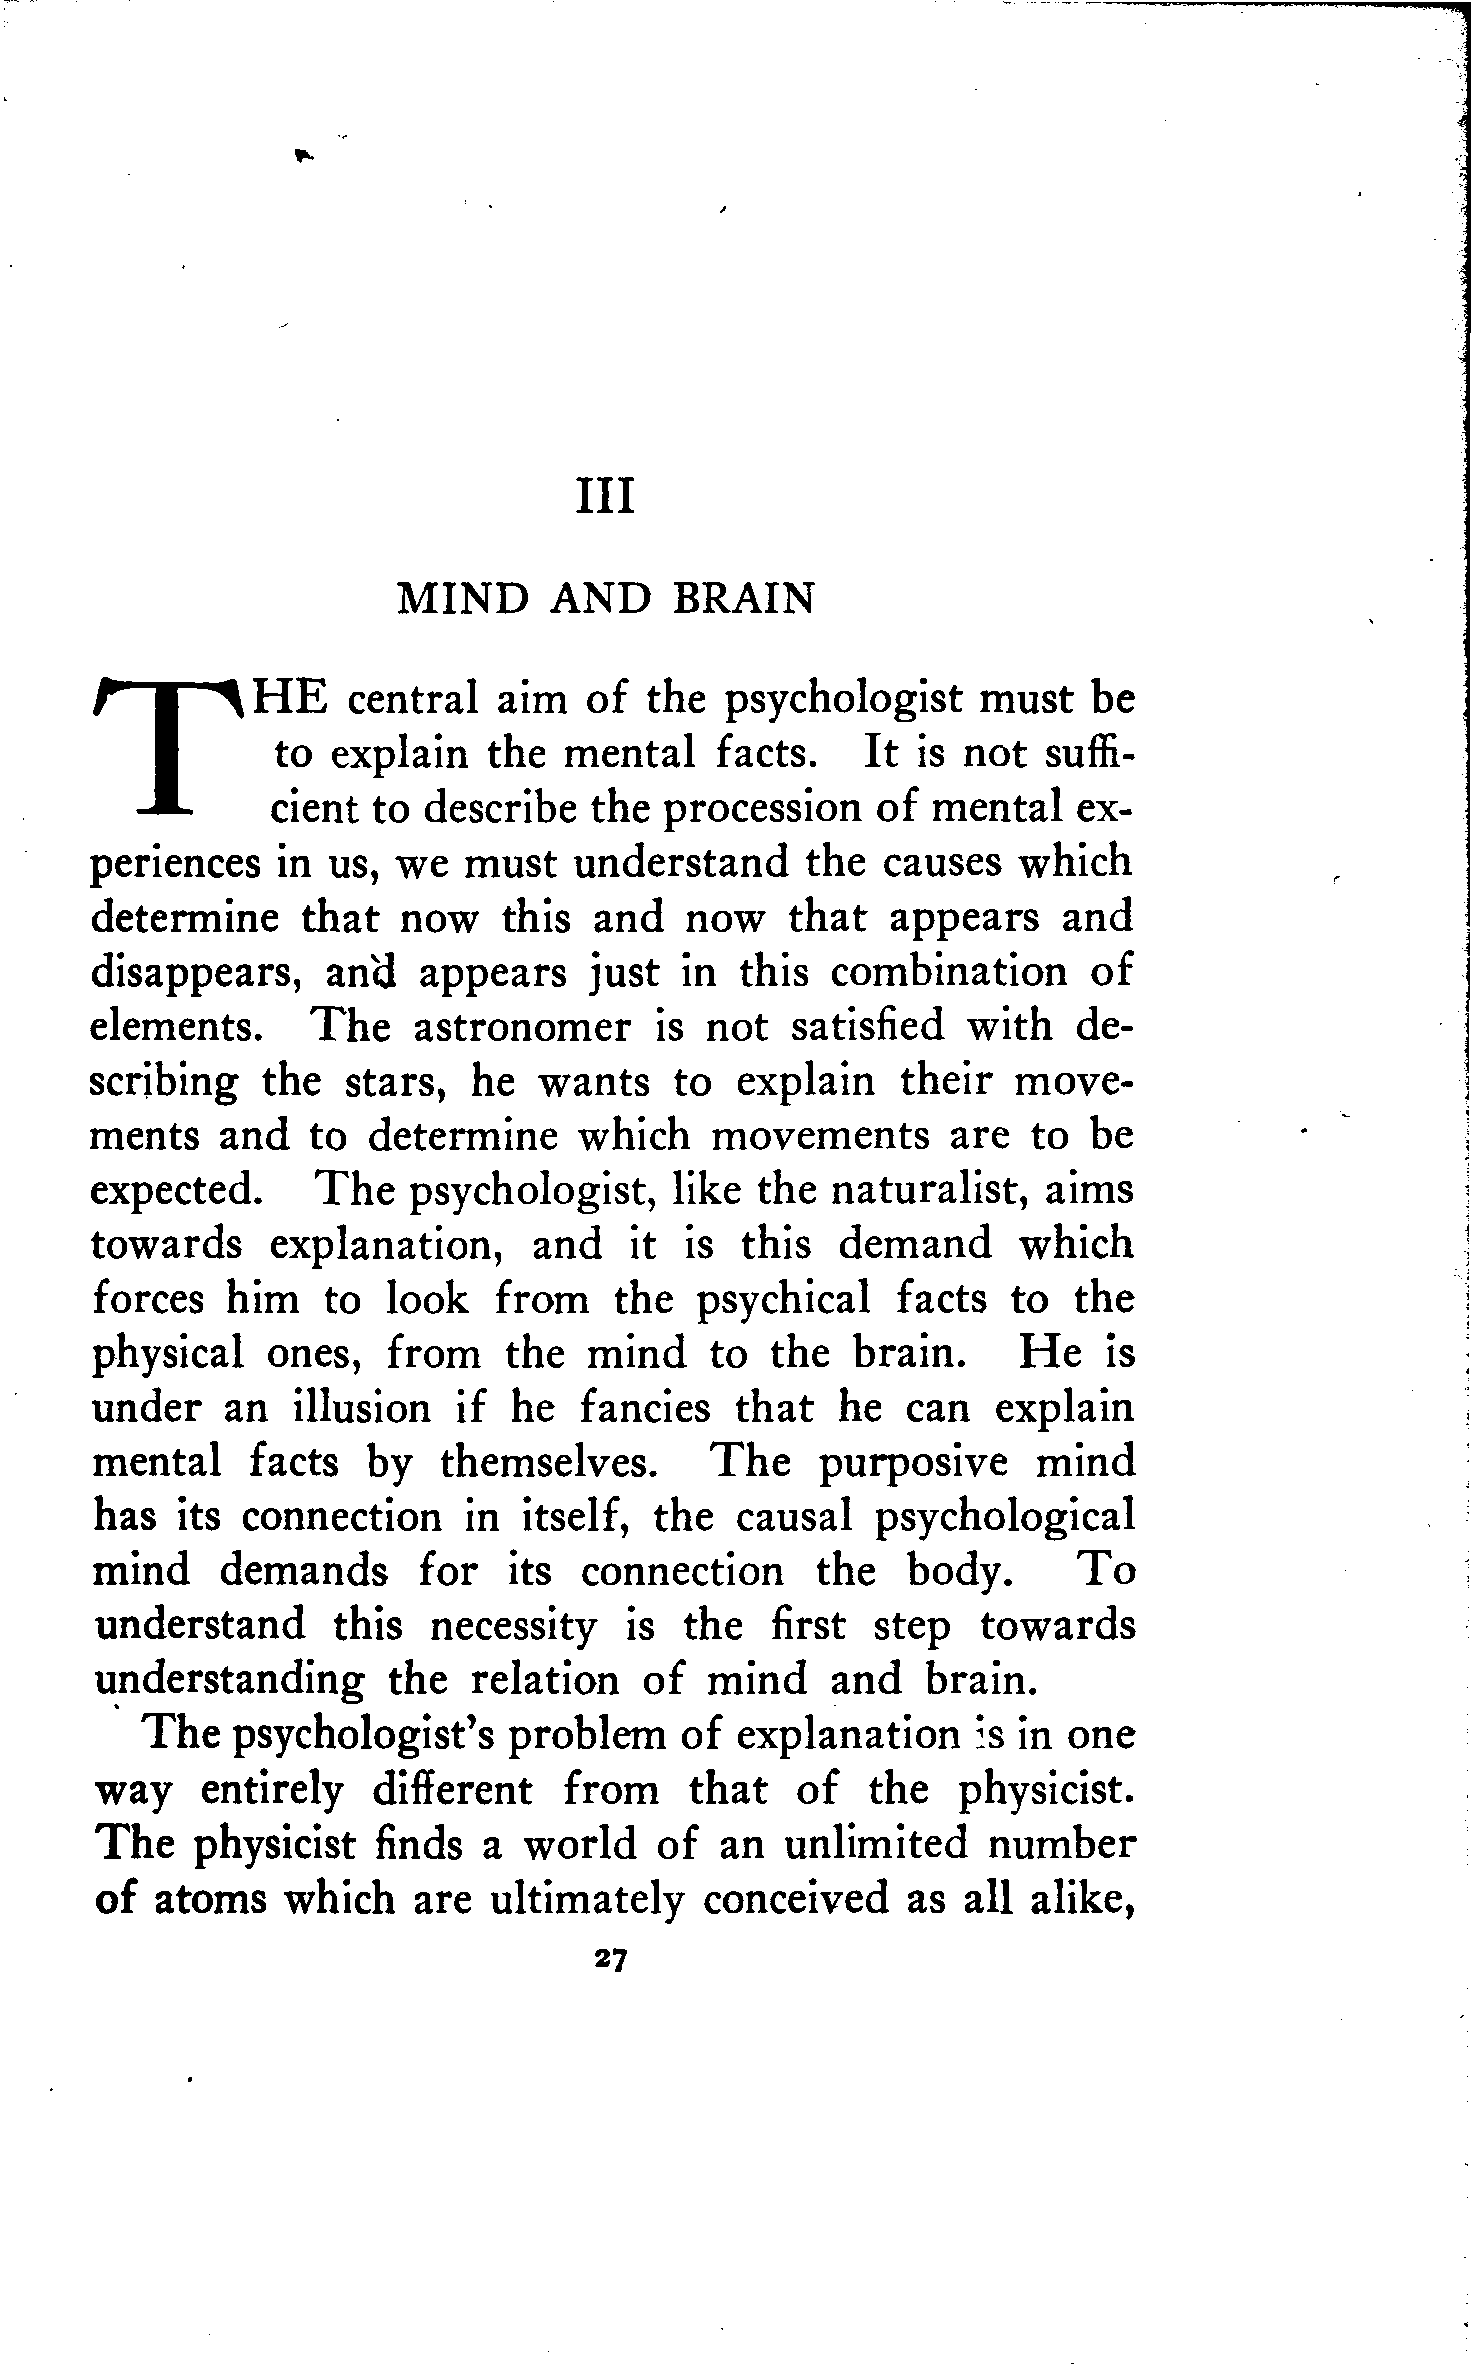 III
MIND AND BRAIN
THE central aim of the psychologist must be
to explain the mental facts. It is not suffi-
cient to describe the procession of mental ex-
periences in us, we must understand the causes which
determine that now this and now that appears and
disappears, and appears just in this combination of
elements. The astronomer is not satisfied with de-
scribing the stars, he wants to explain their move-
ments and to determine which movements are to be
expected. The psychologist, like the naturalist, aims
towards explanation, and it is this demand which
forces him to look from the psychical facts to the
physical ones, from the mind to the brain. He is
under an illusion if he fancies that he can explain
mental facts by themselves. The purposive mind
has its connection in itself, the causal psychological
mind demands for its connection the body. To
understand this necessity is the first step towards
understanding the relation of mind and brain.
The psychologist's problem of explanation is in one
way entirely different from that of the physicist.
The physicist finds a world of an unlimited number
of atoms which are ultimately conceived as all alike,
27